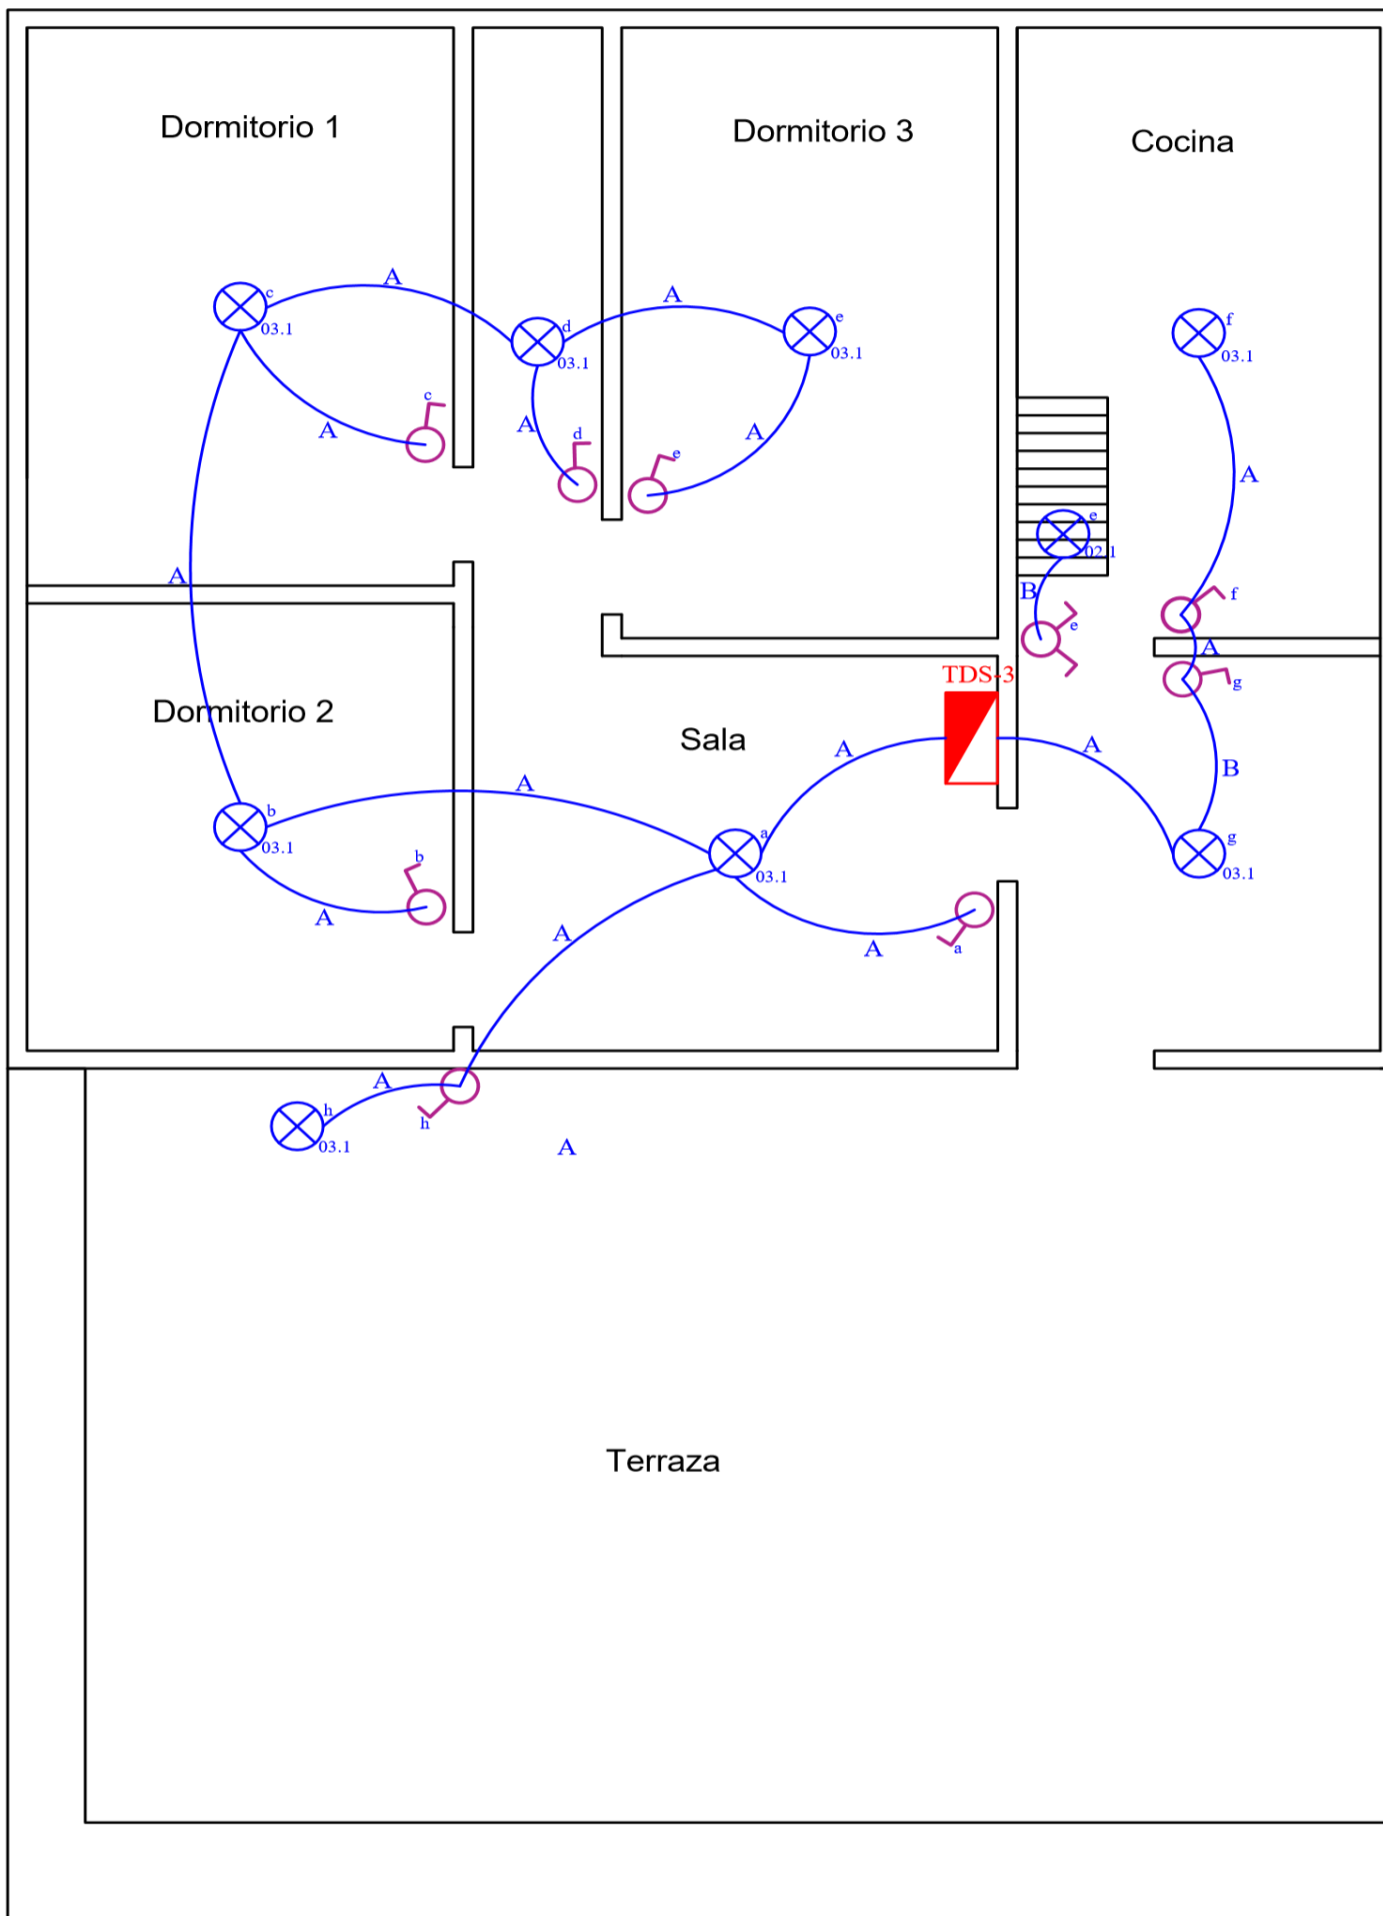 Dormitorio 1
Dormitorio 3
Cocina
A
c
03.1
A
d
03.1
e
03.1
f
03.1
c
A
A
d
A
e
A
e
02.1
A
B
e
f
A
g
TDS-3
Dormitorio 2
Sala
A
A
A
B
b
03.1
a
03.1
g
03.1
b
A
A
A
a
A
h
03.1
h
A
Terraza